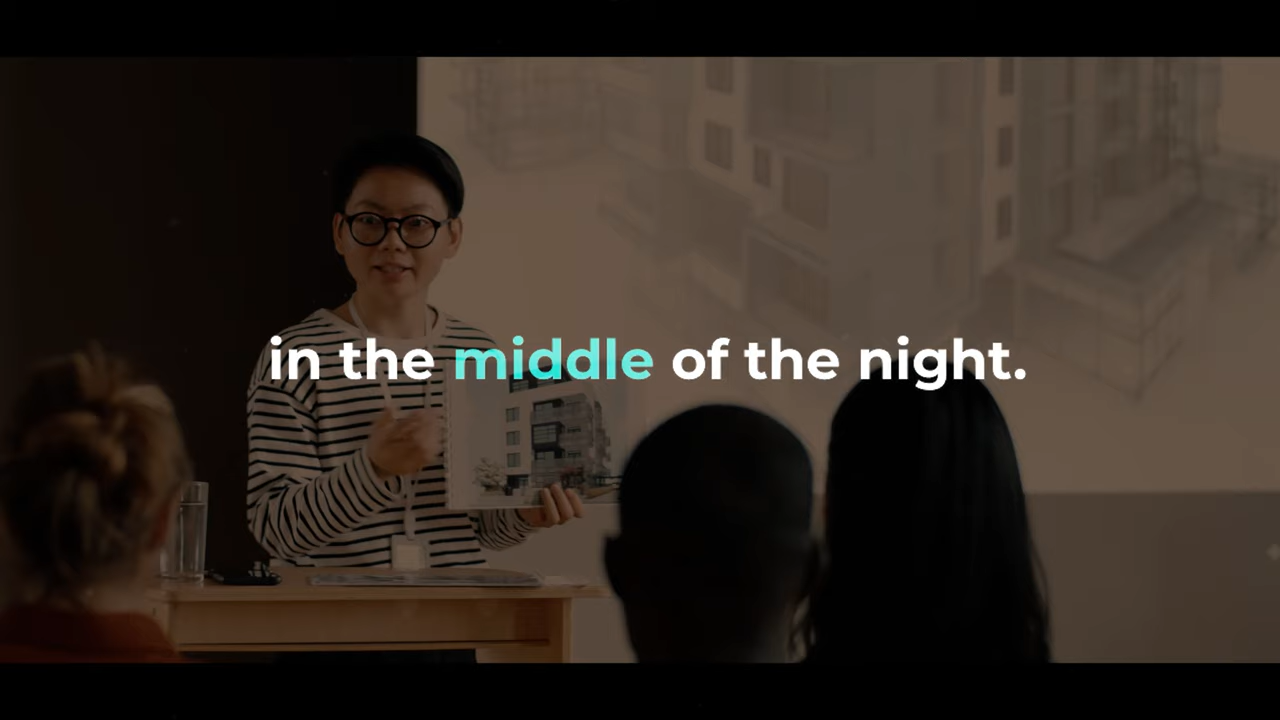 in the middle of the night.